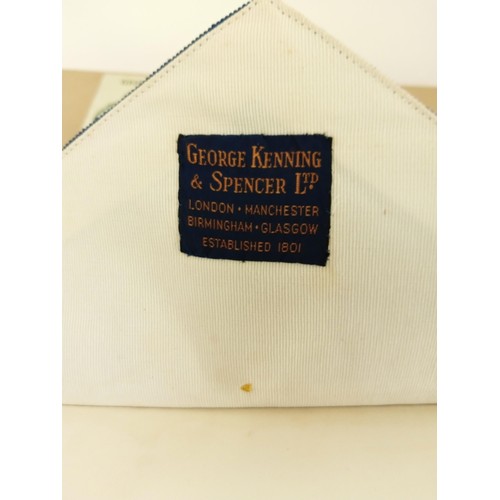 GEORGE KENNING
& SPENCER LTD.
LONDON • MANCHESTER
BIRMINGHAM • GLASGOW
ESTABLISHED 1801